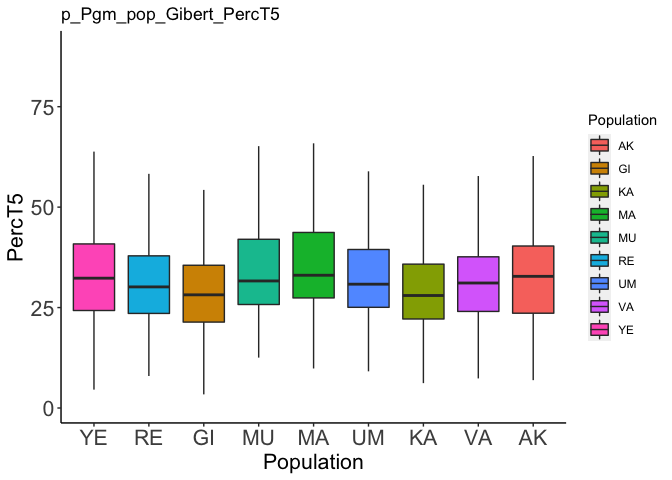 p_Pgm_pop_Gibert_PercT5
75
50
25
0
PercT5
YE RE GI MU MA UM KA VA AK
Population
Population
AK
GI
KA
MA
MU
RE
UM
VA
YE